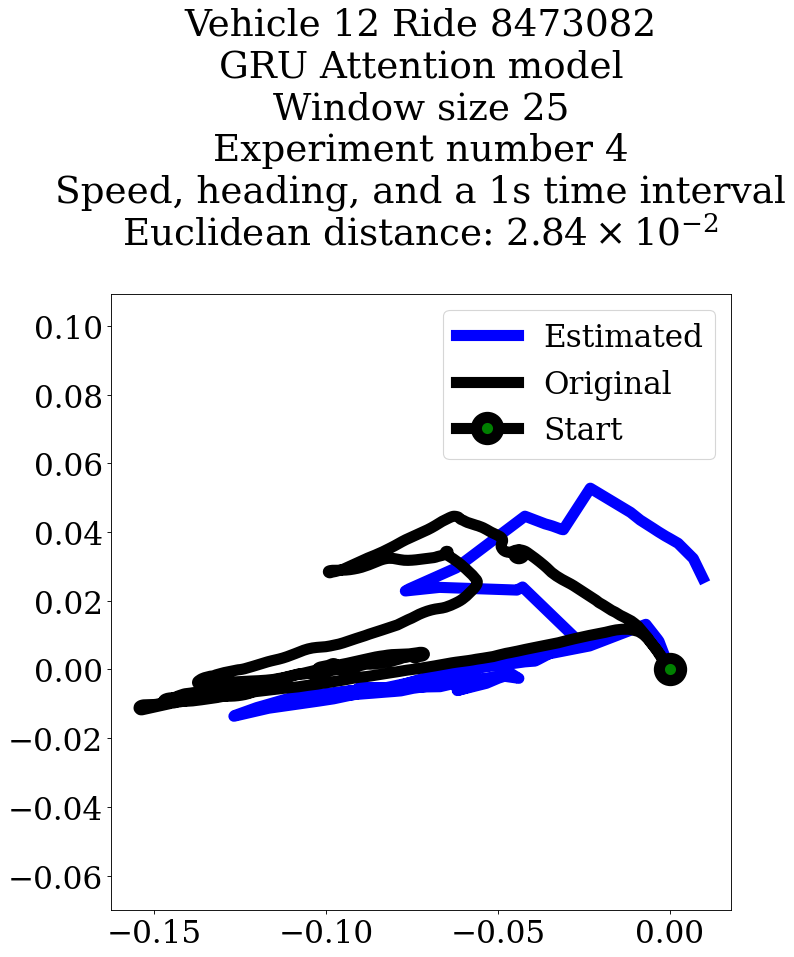 Vehicle 12 Ride 8473082
GRU Attention model
Window size 25
Experiment number 4
Speed, heading, and a 1s time interval
Euclidean distance: 2.84 × 10⁻²
Estimated
Original
Start
0.10
0.08
0.06
0.04
0.02
0.00
−0.02
−0.04
−0.06
−0.15 −0.10 −0.05 0.00